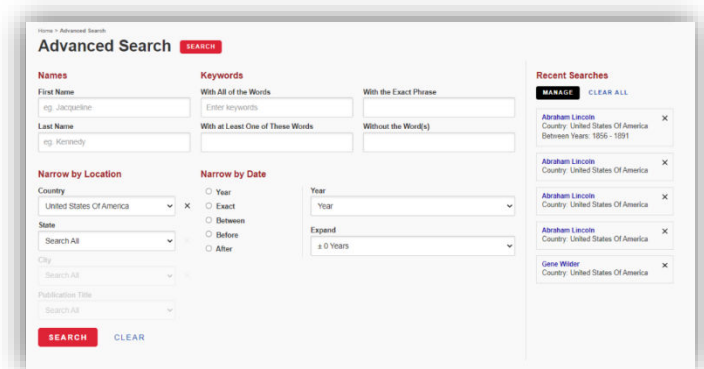 Home > Advanced Search
Advanced Search SEARCH
Names
First Name
eg. Jacqueline
Last Name
eg. Kennedy
Keywords
With All of the Words
Enter keywords
With the Exact Phrase
With at Least One of These Words
Without the Word(s)
Narrow by Location
Country
United States Of America ×
State
Search All
City
Search All
Publication Title
Search All
Narrow by Date
Year
Exact
Between
Before
After
Year
Year
Expand
± 0 Years
SEARCH CLEAR
Recent Searches
MANAGE CLEAR ALL
Abraham Lincoln ×
Country: United States Of America
Between Years: 1856 - 1891
Abraham Lincoln ×
Country: United States Of America
Abraham Lincoln ×
Country: United States Of America
Abraham Lincoln ×
Country: United States Of America
Gene Wilder ×
Country: United States Of America